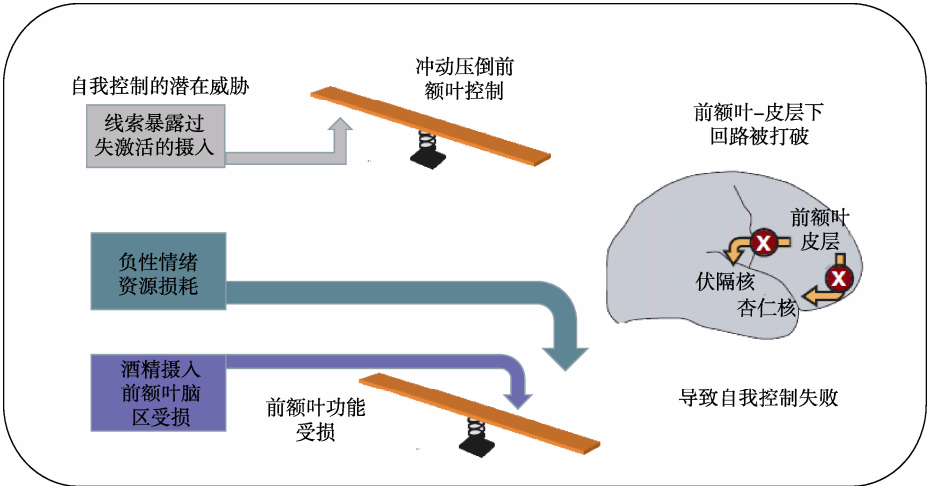 自我控制的潜在威胁
线索暴露过
失激活的摄入
冲动压倒前
额叶控制
负性情绪
资源损耗
酒精摄入
前额叶脑
区受损
前额叶功能
受损
前额叶-皮层下
回路被打破
前额叶
皮层
X
X
伏隔核
杏仁核
导致自我控制失败